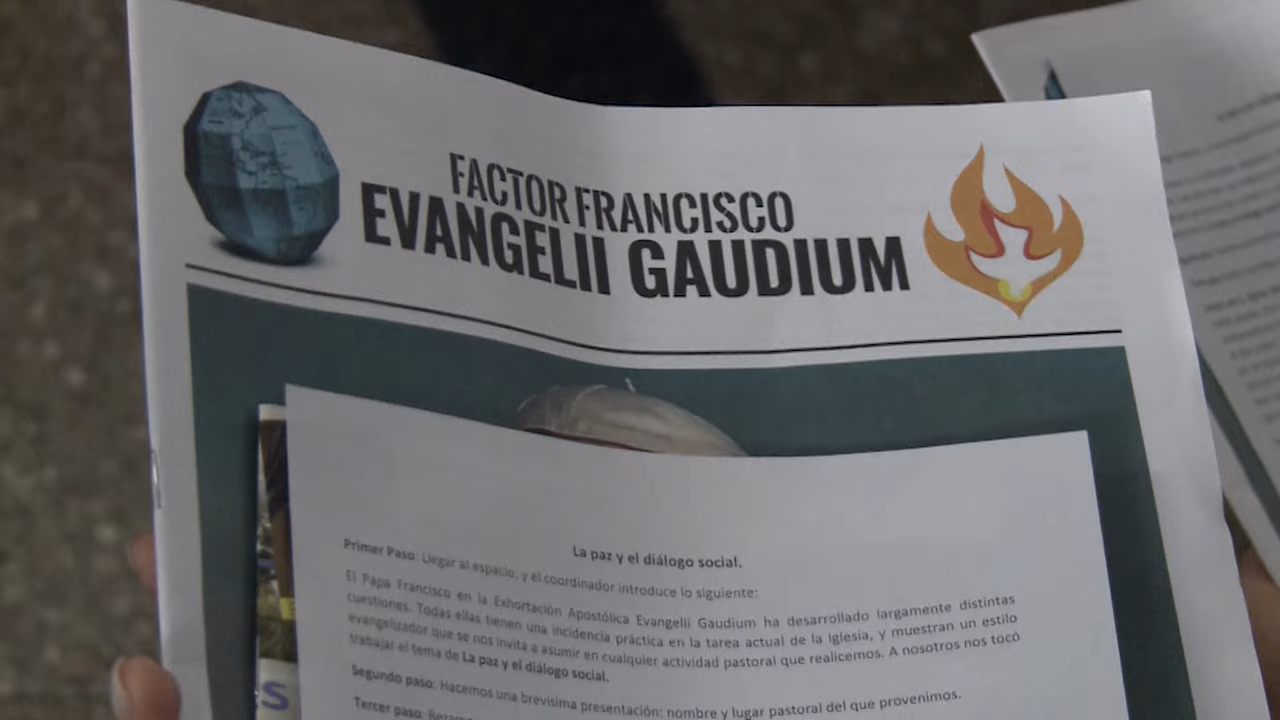 FACTOR FRANCISCO
EVANGELII GAUDIUM
La paz y el diálogo social.
Primer Paso: Llegar al espacio, y el coordinador introduce lo siguiente:
El Papa Francisco en la Exhortación Apostólica Evangelii Gaudium ha desarrollado largamente distintas
cuestiones. Todas ellas tienen una incidencia práctica en la tarea actual de la Iglesia, y muestran un estilo
evangelizador que se nos invita a asumir en cualquier actividad pastoral que realicemos. A nosotros nos tocó
trabajar el tema de La paz y el diálogo social.
Segundo paso: Hacemos una brevísima presentación: nombre y lugar pastoral del que provenimos.
Tercer paso:
S